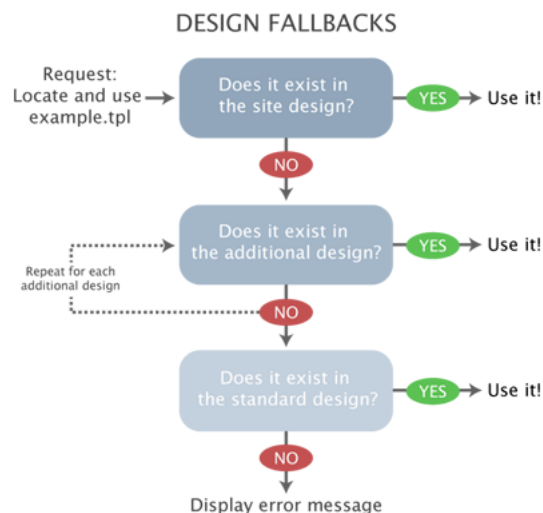 DESIGN FALLBACKS
Request:
Locate and use
example.tpl
Does it exist in
the site design?
YES
Use it!
NO
Does it exist in
the additional design?
YES
Use it!
Repeat for each
additional design
NO
Does it exist in
the standard design?
YES
Use it!
NO
Display error message